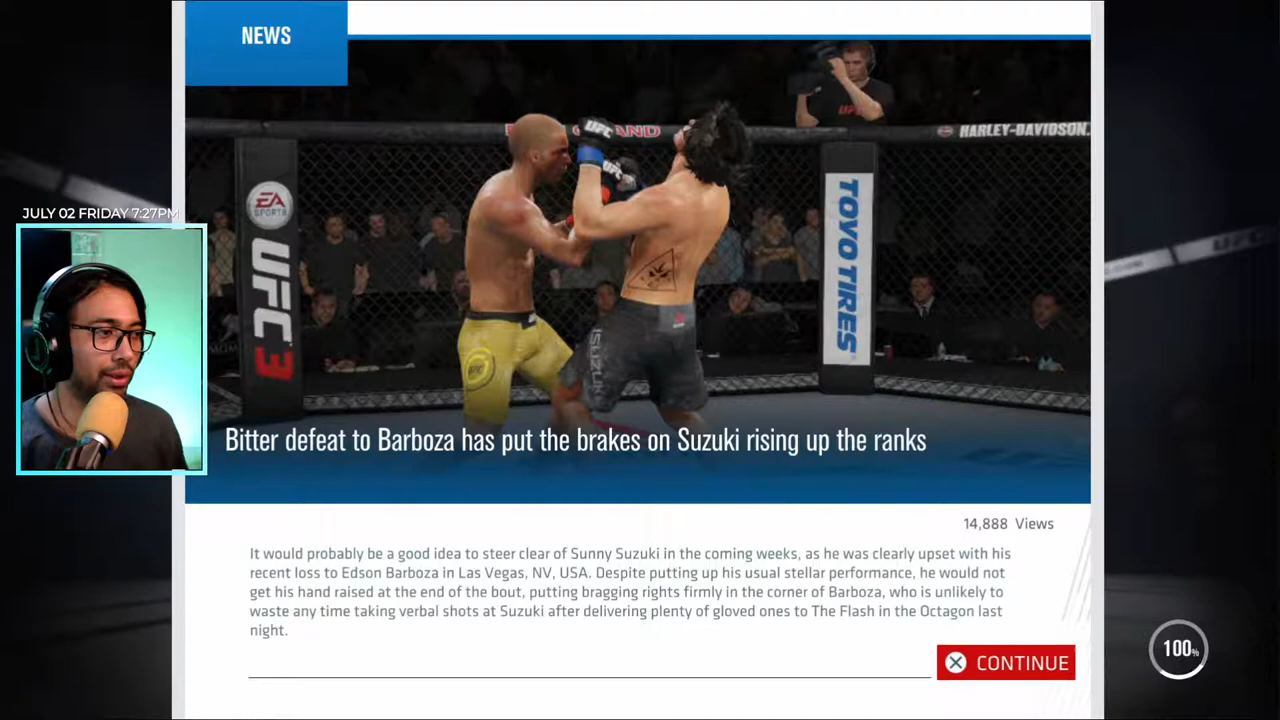 NEWS
UFC
AND
HARLEY-DAVIDSON.
UFC
EA
SPORTS
UFC 3
TOYO TIRES
SUZUKI
JULY 02 FRIDAY 7:27PM
Bitter defeat to Barboza has put the brakes on Suzuki rising up the ranks
14,888 Views
It would probably be a good idea to steer clear of Sunny Suzuki in the coming weeks, as he was clearly upset with his
recent loss to Edson Barboza in Las Vegas, NV, USA. Despite putting up his usual stellar performance, he would not
get his hand raised at the end of the bout, putting bragging rights firmly in the corner of Barboza, who is unlikely to
waste any time taking verbal shots at Suzuki after delivering plenty of gloved ones to The Flash in the Octagon last
night.
CONTINUE
100%